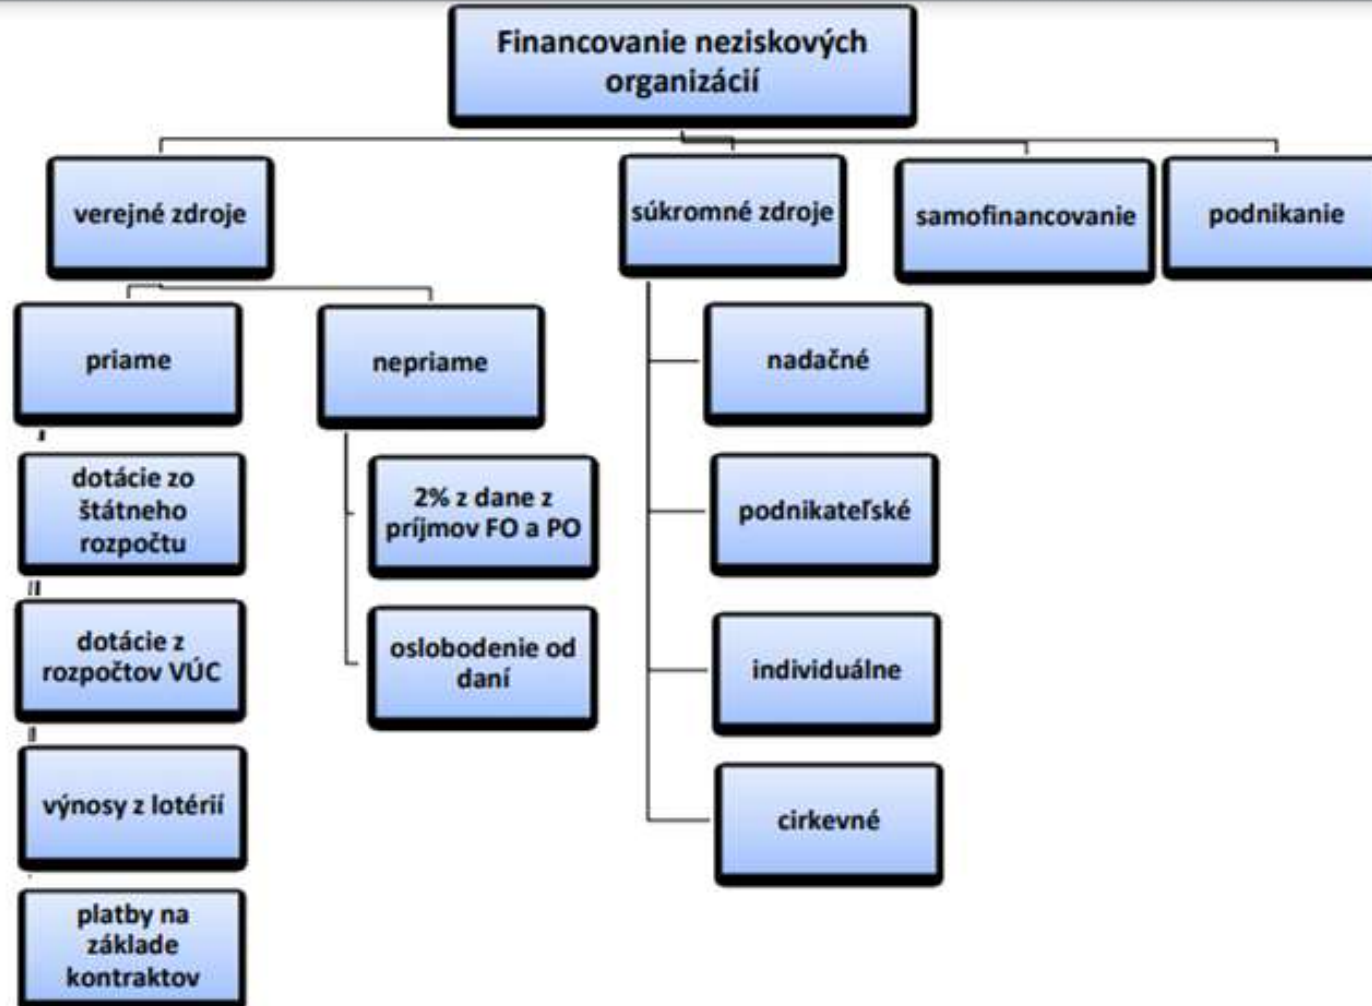 Financovanie neziskových
organizácií
verejné zdroje
súkromné zdroje
samofinancovanie
podnikanie
priame
nepriame
nadačné
dotácie zo
štátneho
rozpočtu
2% z dane z
príjmov FO a PO
podnikateľské
dotácie z
rozpočtov VÚC
oslobodenie od
daní
individuálne
výnosy z lotérií
cirkevné
platby na
základe
kontraktov